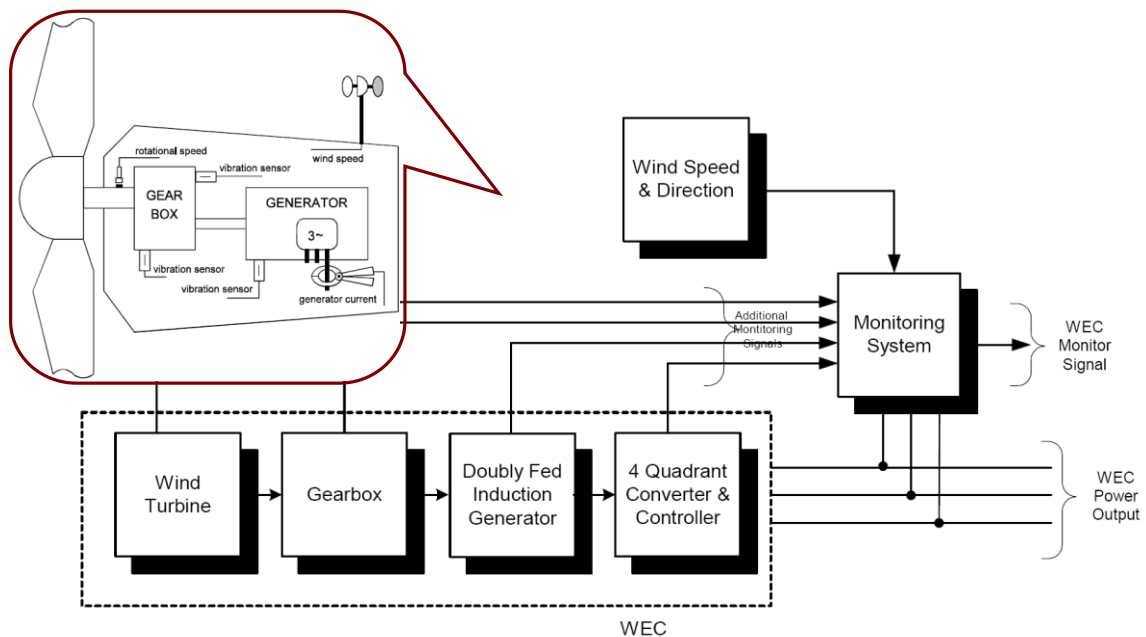 rotational speed
vibration sensor
wind speed
GEAR
BOX
GENERATOR
3~
vibration sensor
vibration sensor
generator current
Wind Speed
& Direction
Additional
Montitoring
Signals
Monitoring
System
WEC
Monitor
Signal
Wind
Turbine
Gearbox
Doubly Fed
Induction
Generator
4 Quadrant
Converter &
Controller
WEC
Power
Output
WEC